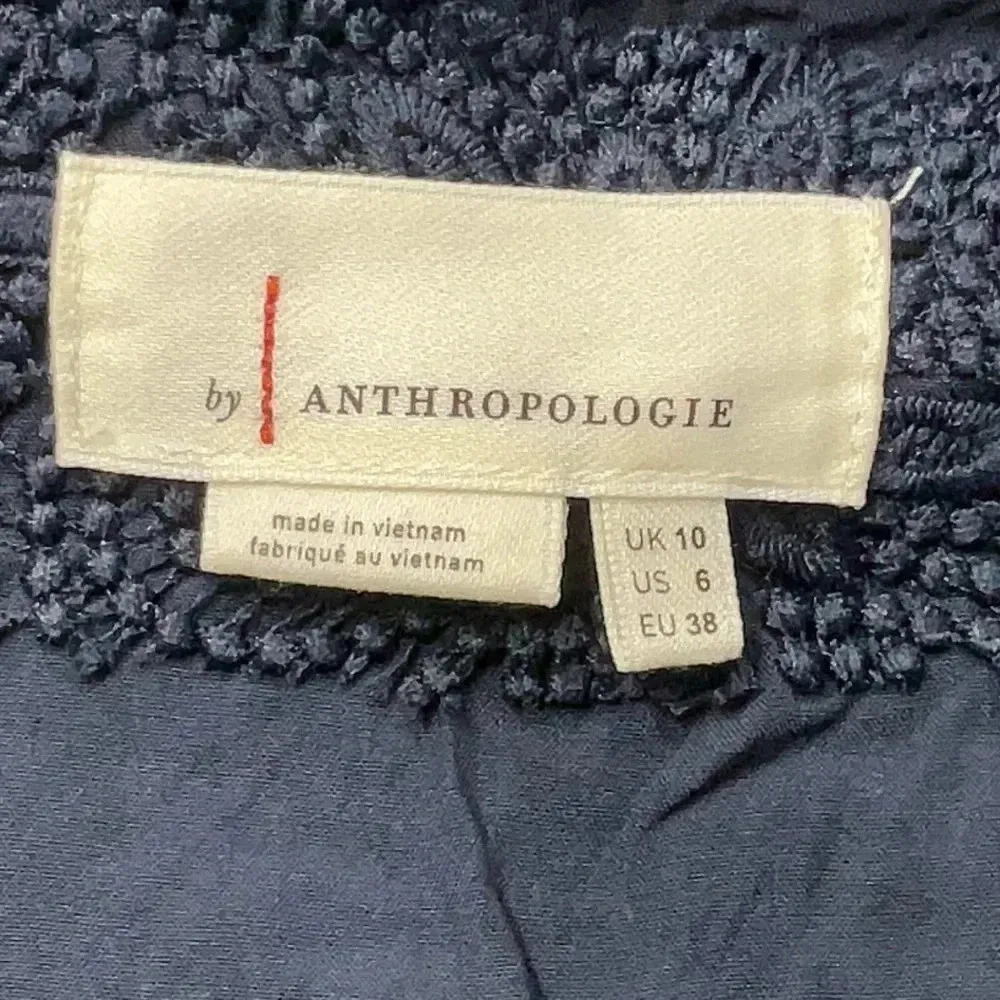 by ANTHROPOLOGIE
made in vietnam
fabriqué au vietnam
UK 10
US 6
EU 38